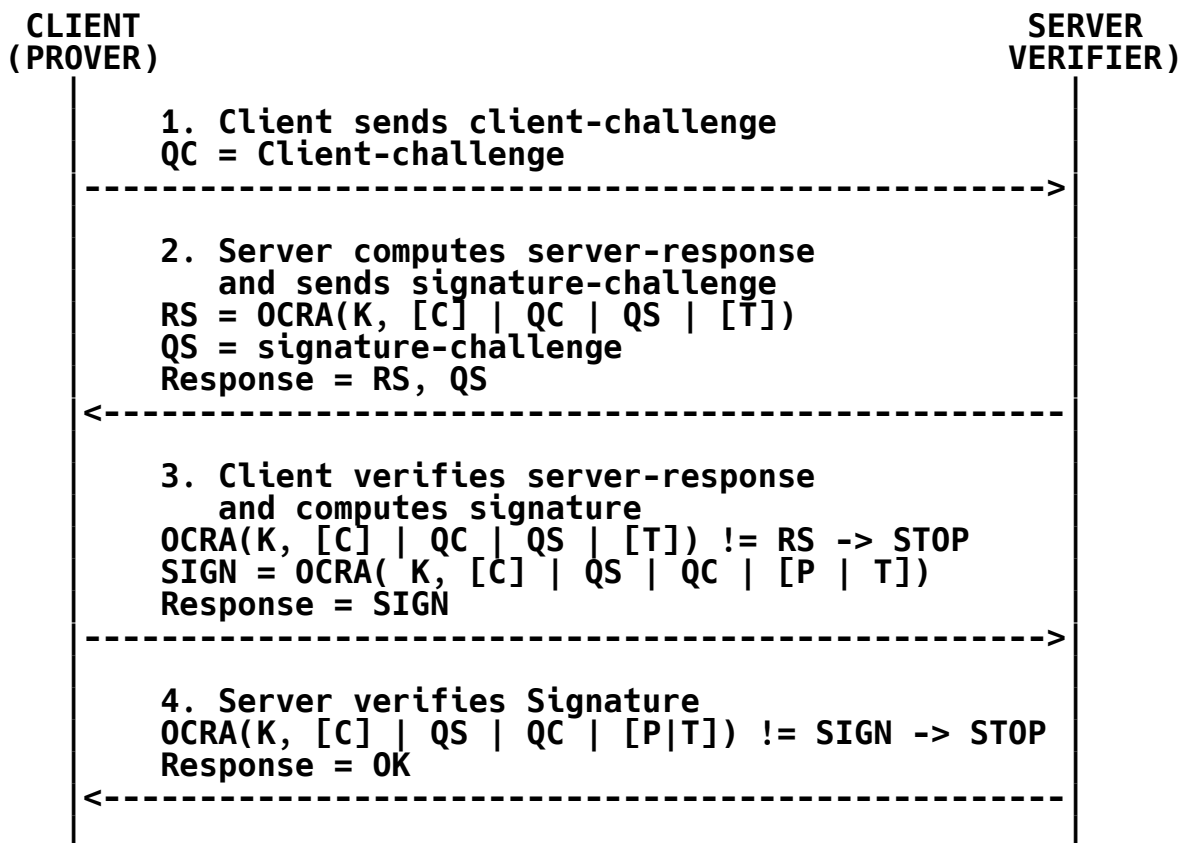 CLIENT SERVER
(PROVER) VERIFIER)
1. Client sends client-challenge
QC = Client-challenge
-------------------------------------------------->
2. Server computes server-response
and sends signature-challenge
RS = OCRA(K, [C] | QC | QS | [T])
QS = signature-challenge
Response = RS, QS
<--------------------------------------------------
3. Client verifies server-response
and computes signature
OCRA(K, [C] | QC | QS | [T]) != RS -> STOP
SIGN = OCRA( K, [C] | QS | QC | [P | T])
Response = SIGN
-------------------------------------------------->
4. Server verifies Signature
OCRA(K, [C] | QS | QC | [P|T]) != SIGN -> STOP
Response = OK
<--------------------------------------------------